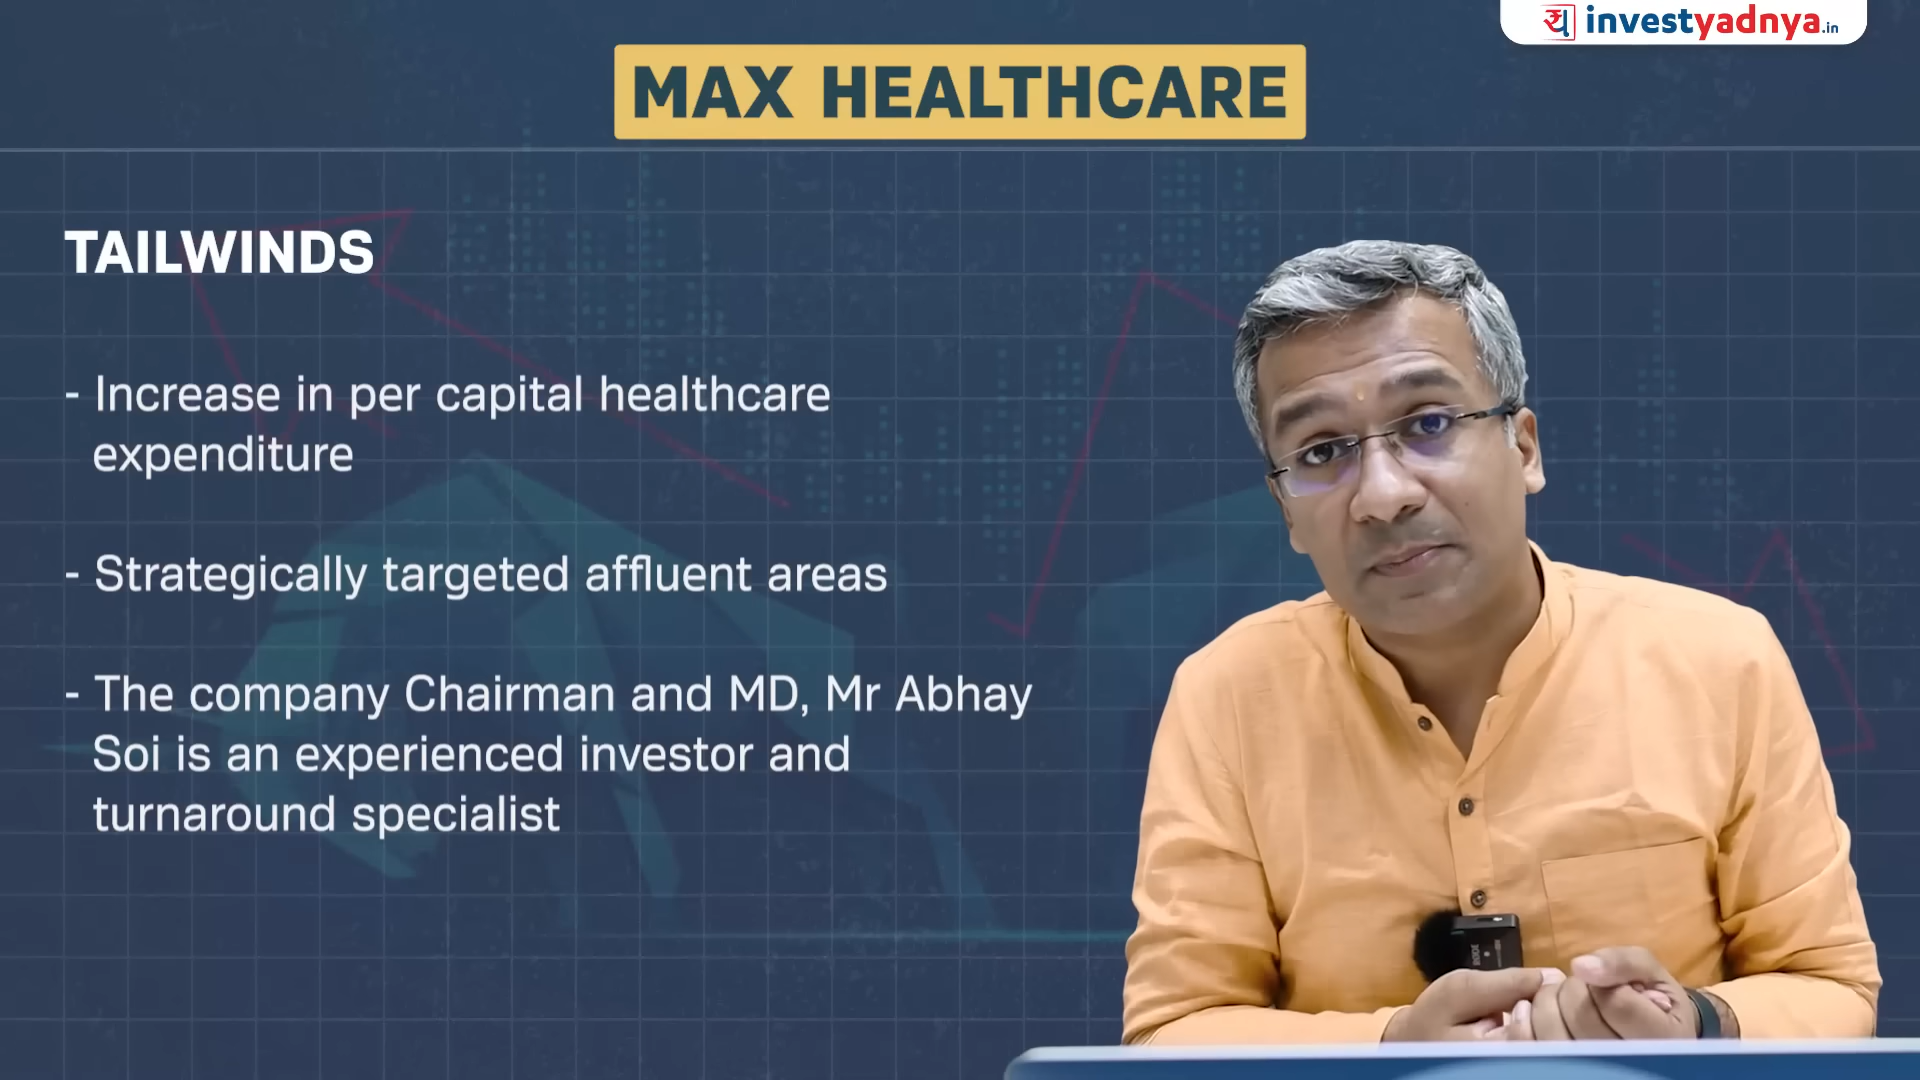 investyadnya.in
MAX HEALTHCARE
TAILWINDS
- Increase in per capital healthcare
expenditure
- Strategically targeted affluent areas
- The company Chairman and MD, Mr Abhay
Soi is an experienced investor and
turnaround specialist